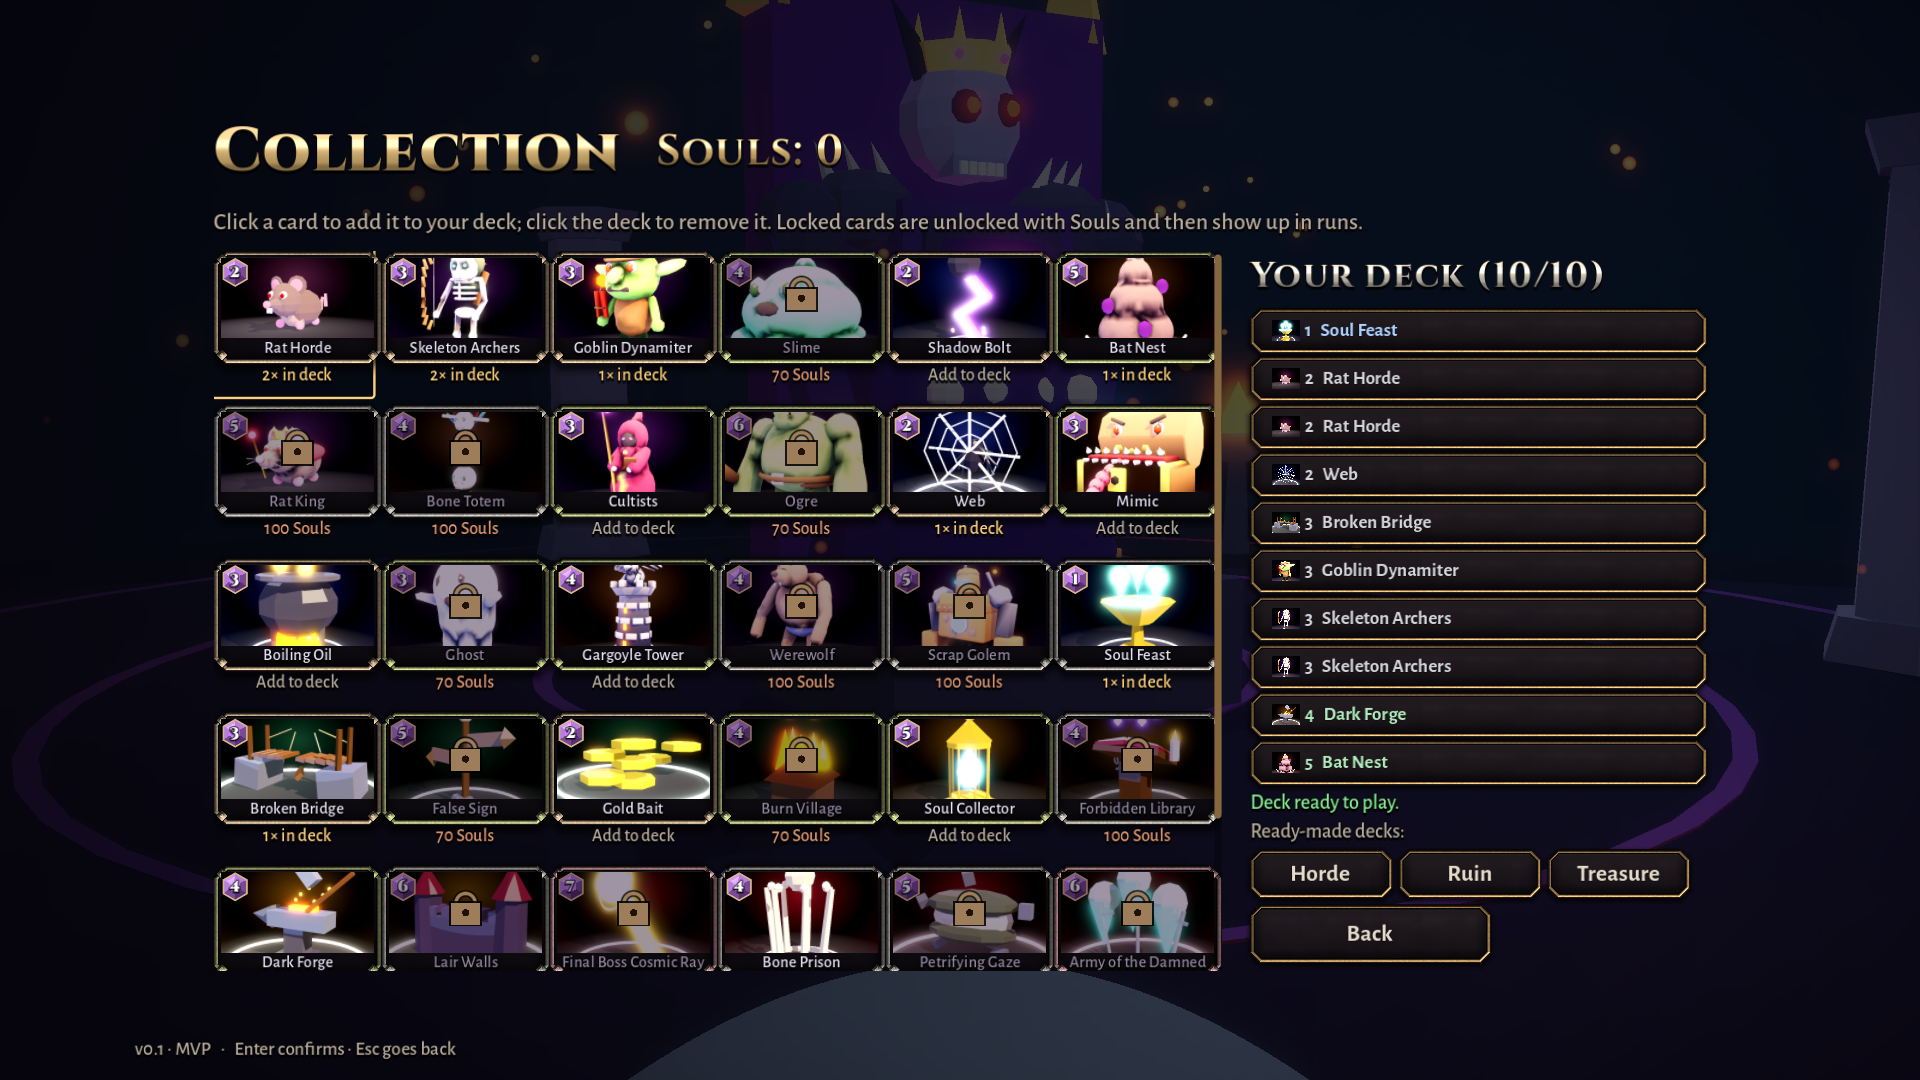 Collection Souls: 0
Click a card to add it to your deck; click the deck to remove it. Locked cards are unlocked with Souls and then show up in runs.
2 3 3 4 2 5
Rat Horde Skeleton Archers Goblin Dynamiter Slime Shadow Bolt Bat Nest
2× in deck 2× in deck 1× in deck 70 Souls Add to deck 1× in deck
5 4 3 6 2 3
Rat King Bone Totem Cultists Ogre Web Mimic
100 Souls 100 Souls Add to deck 70 Souls 1× in deck Add to deck
3 3 4 4 5 1
Boiling Oil Ghost Gargoyle Tower Werewolf Scrap Golem Soul Feast
Add to deck 70 Souls Add to deck 100 Souls 100 Souls 1× in deck
3 5 2 4 5 4
Broken Bridge False Sign Gold Bait Burn Village Soul Collector Forbidden Library
1× in deck 70 Souls Add to deck 70 Souls Add to deck 100 Souls
4 6 7 4 5 6
Dark Forge Lair Walls Final Boss Cosmic Ray Bone Prison Petrifying Gaze Army of the Damned
Your deck (10/10)
1 Soul Feast
2 Rat Horde
2 Rat Horde
2 Web
3 Broken Bridge
3 Goblin Dynamiter
3 Skeleton Archers
3 Skeleton Archers
4 Dark Forge
5 Bat Nest
Deck ready to play.
Ready-made decks:
Horde Ruin Treasure
Back
v0.1 · MVP · Enter confirms · Esc goes back